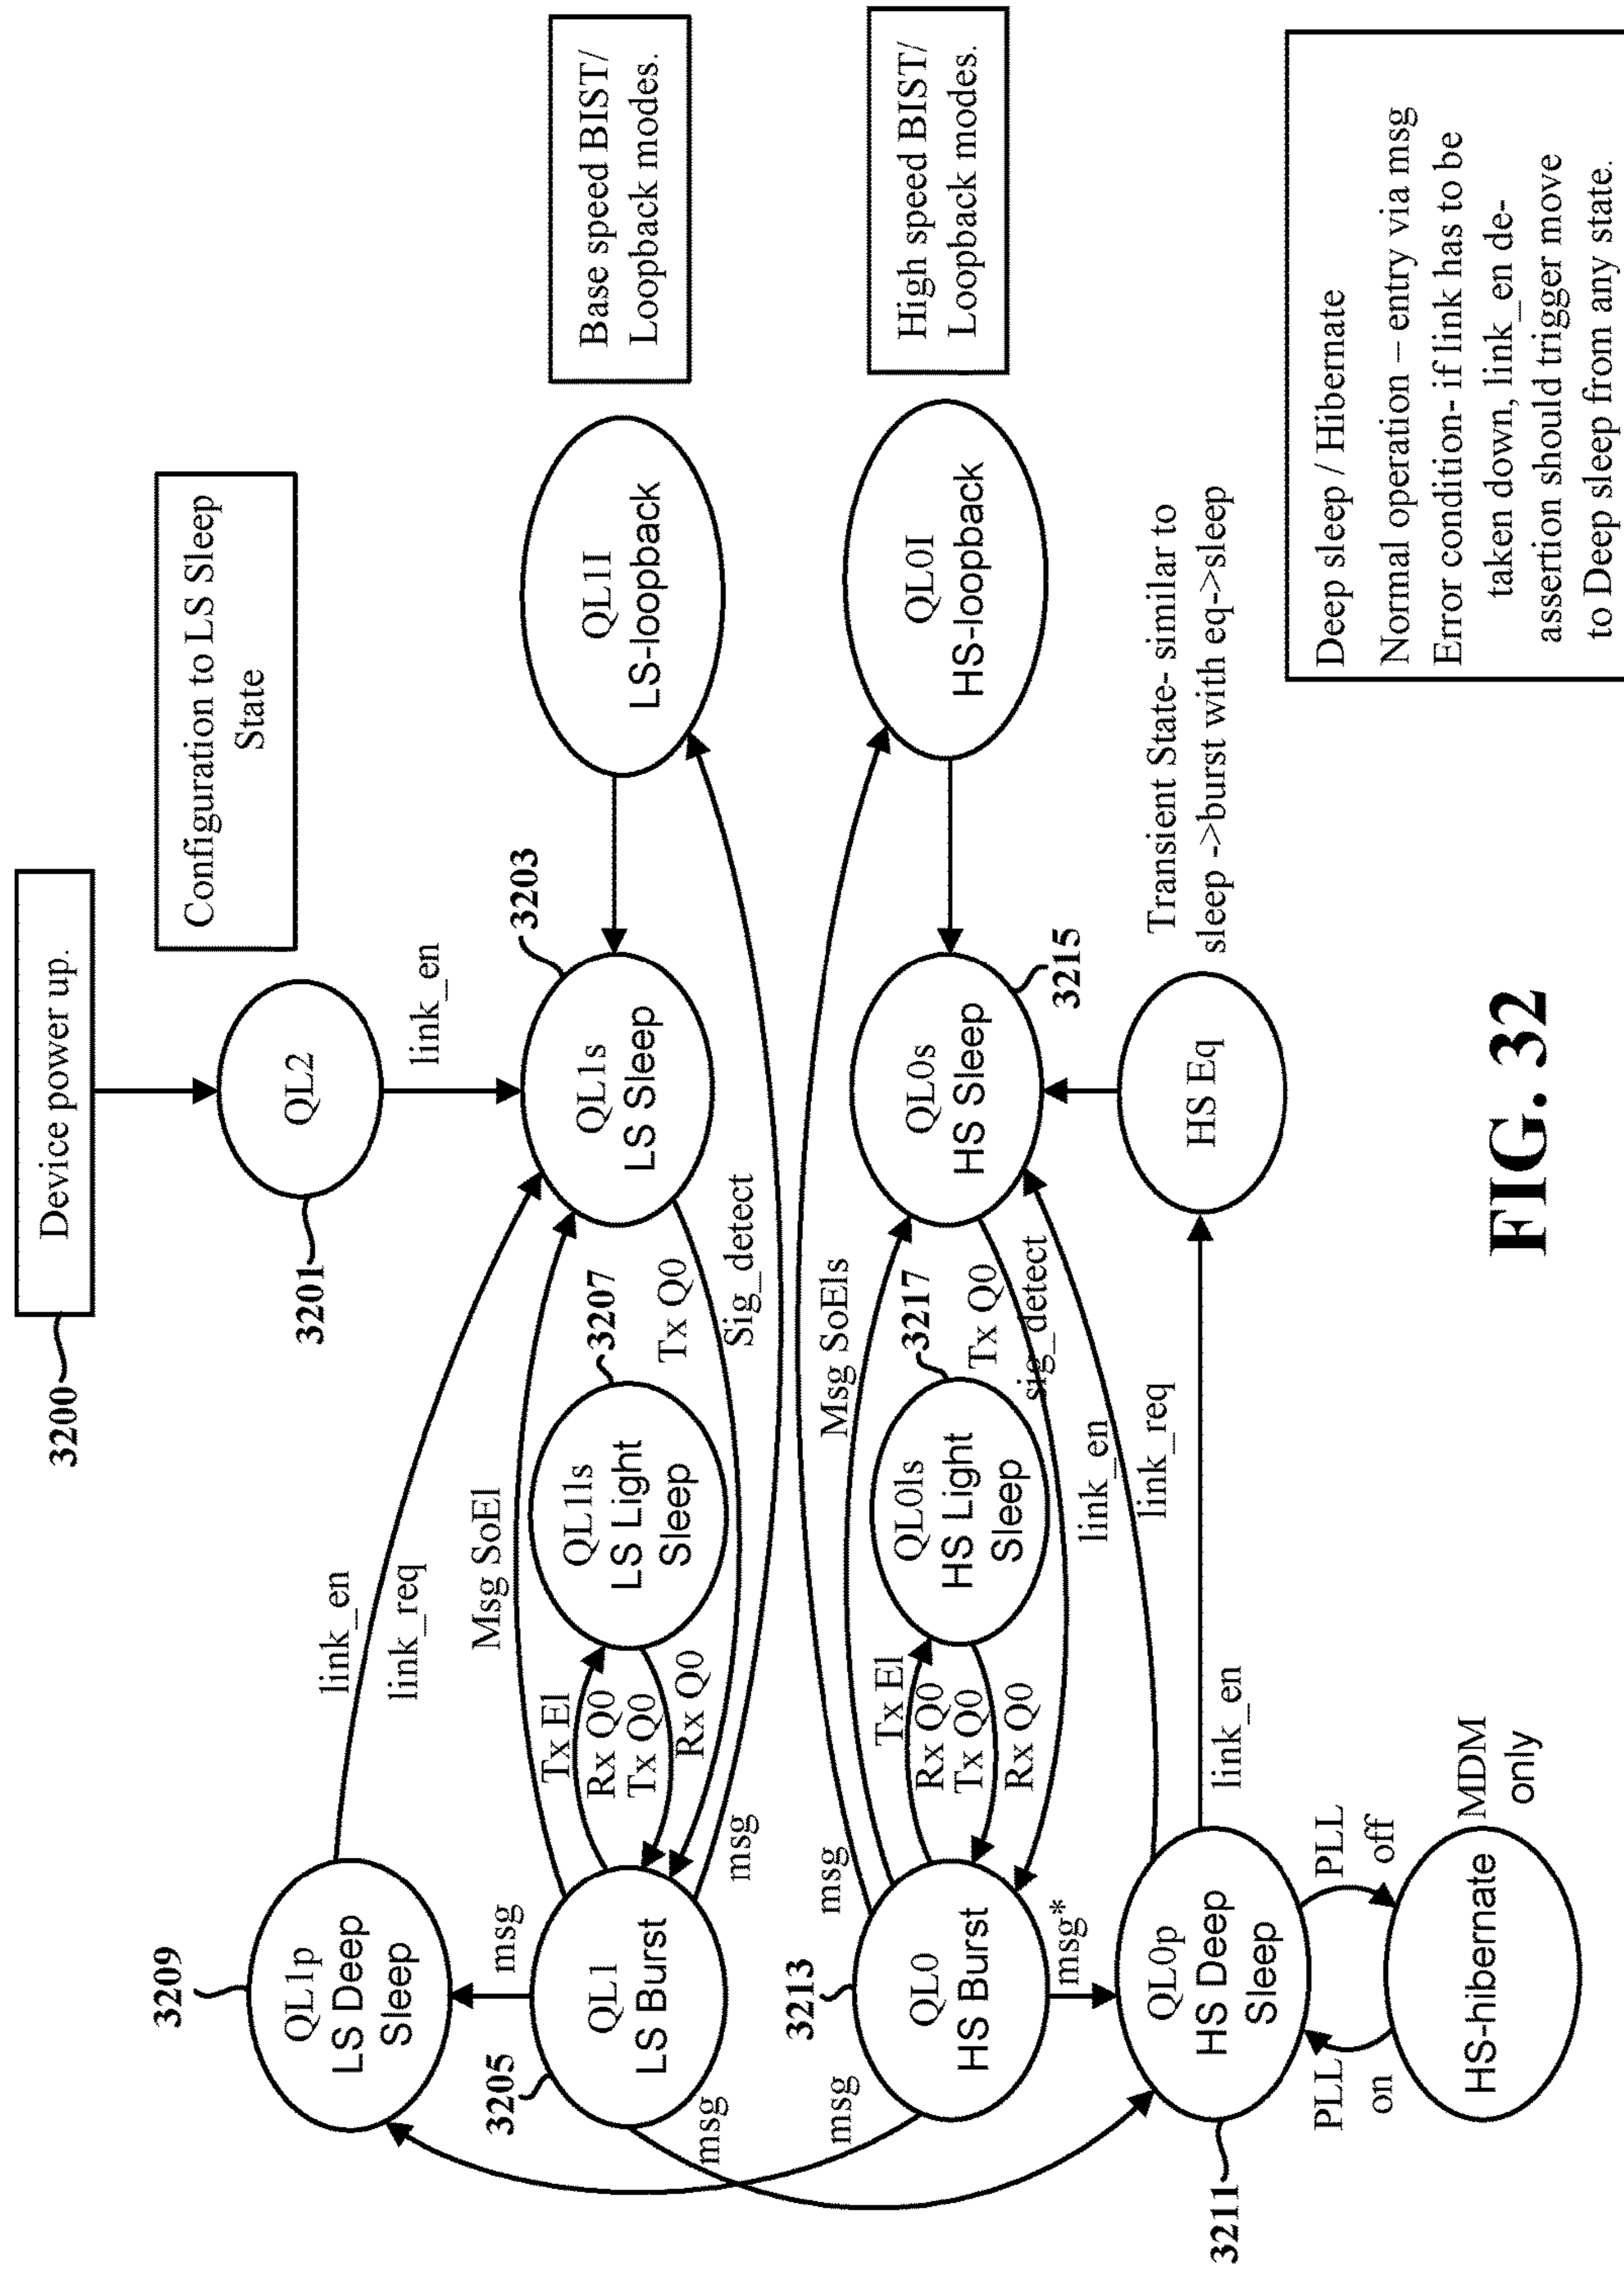 3200
Device power up.
3201
QL2
Configuration to LS Sleep
State
link_en
3209
QL1p
LS Deep
Sleep
link_en
link_req
3203
msg
Msg SoEl
QL1s
LS Sleep
QL1I
LS-loopback
Base speed BIST/
Loopback modes.
3205
QL1
LS Burst
Tx El
Rx Q0
Tx Q0
Rx Q0
QL1ls
LS Light
Sleep
3207
Tx Q0
Sig_detect
msg
msg
3213
msg
msg
Msg SoEls
QL0
HS Burst
Tx El
Rx Q0
Tx Q0
Rx Q0
QL0ls
HS Light
Sleep
3217
Tx Q0
sig_detect
QL0s
HS Sleep
3215
QL0I
HS-loopback
High speed BIST/
Loopback modes.
msg*
link_en
link_req
3211
QL0p
HS Deep
Sleep
link_en
HS Eq
Transient State- similar to
sleep ->burst with eq->sleep
PLL
on
PLL
off
HS-hibernate
MDM
only
Deep sleep / Hibernate
Normal operation – entry via msg
Error condition- if link has to be
taken down, link_en de-
assertion should trigger move
to Deep sleep from any state.
FIG. 32